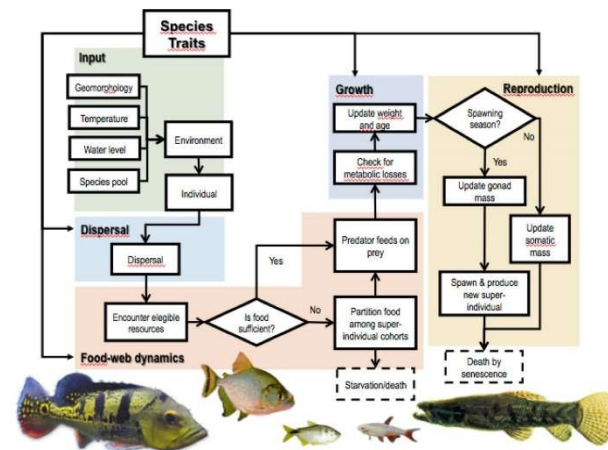 Species
Traits
Input
Geomorphology
Temperature
Water level
Species pool
Environment
Individual
Dispersal
Dispersal
Encounter elegible
resources
Is food
sufficient?
Yes
No
Food-web dynamics
Predator feeds on
prey
Partition food
among super-
individual cohorts
Starvation/death
Growth
Update weight
and age
Check for
metabolic losses
Reproduction
Spawning
season?
No
Yes
Update gonad
mass
Update
somatic mass
Spawn & produce
new super-
individual
Death by
senescence